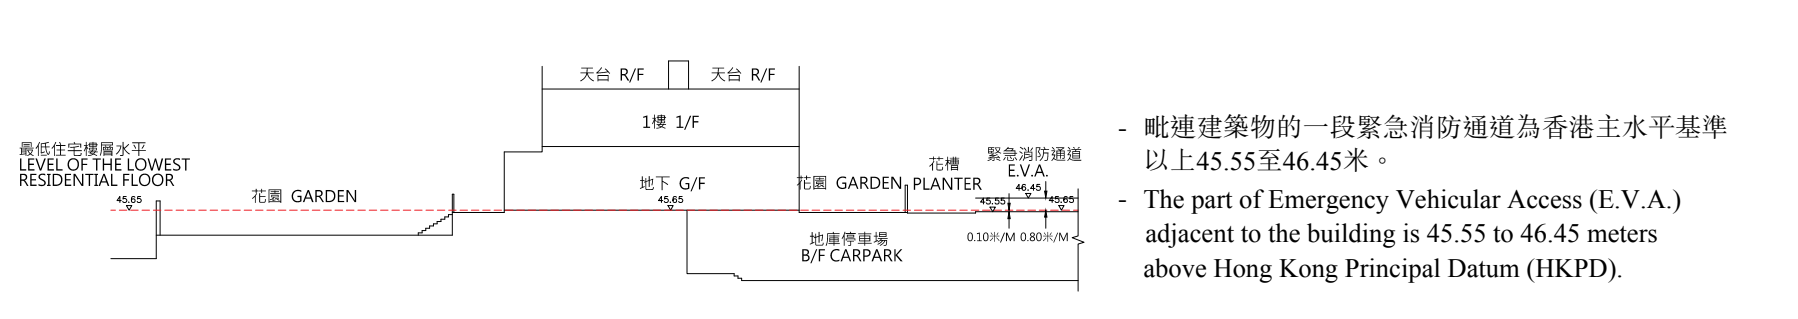 天台 R/F
天台 R/F
1樓 1/F
最低住宅樓層水平
LEVEL OF THE LOWEST
RESIDENTIAL FLOOR
45.65
花園 GARDEN
地下 G/F
45.65
花園 GARDEN
花槽
PLANTER
緊急消防通道
E.V.A.
46.45
45.55
45.65
0.10米/M
0.80米/M
地庫停車場
B/F CARPARK
- 毗連建築物的一段緊急消防通道為香港主水平基準
以上45.55至46.45米。
- The part of Emergency Vehicular Access (E.V.A.)
adjacent to the building is 45.55 to 46.45 meters
above Hong Kong Principal Datum (HKPD).